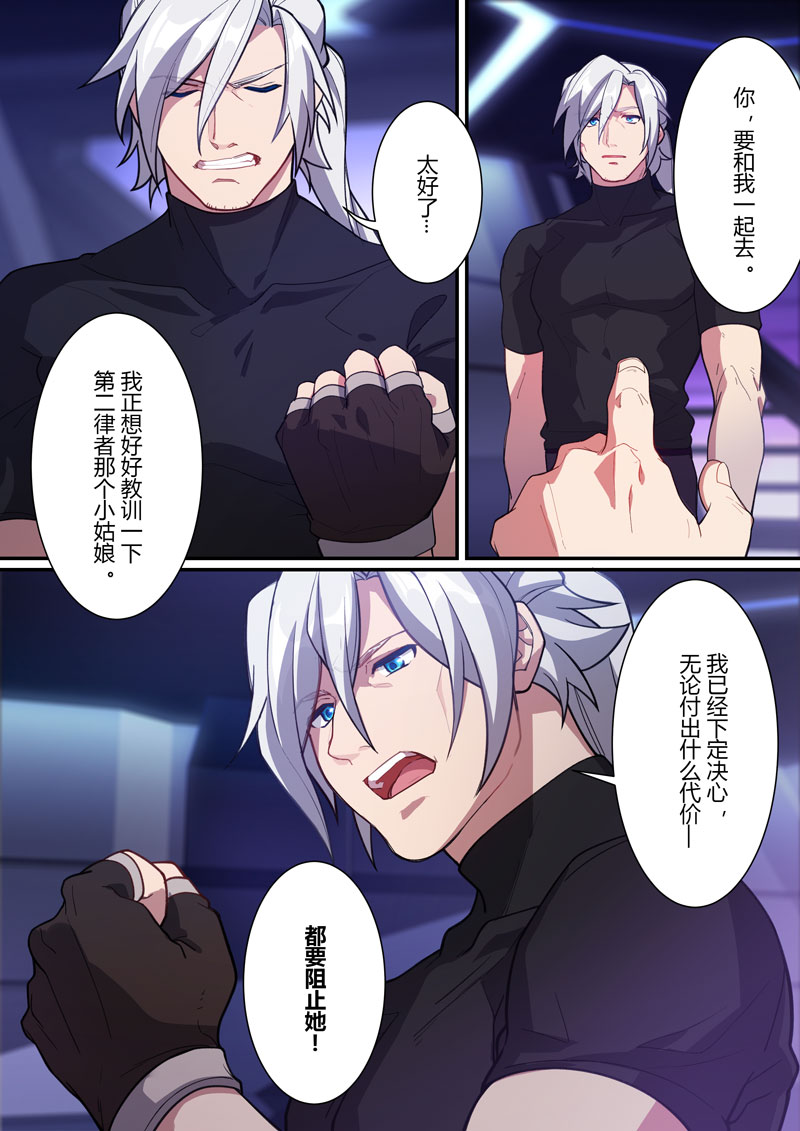 你，要和我一起去。
太好了…
我正想好好教训一下
第二律者那个小姑娘。
我已经下定决心，
无论付出什么代价—
都要阻止她！